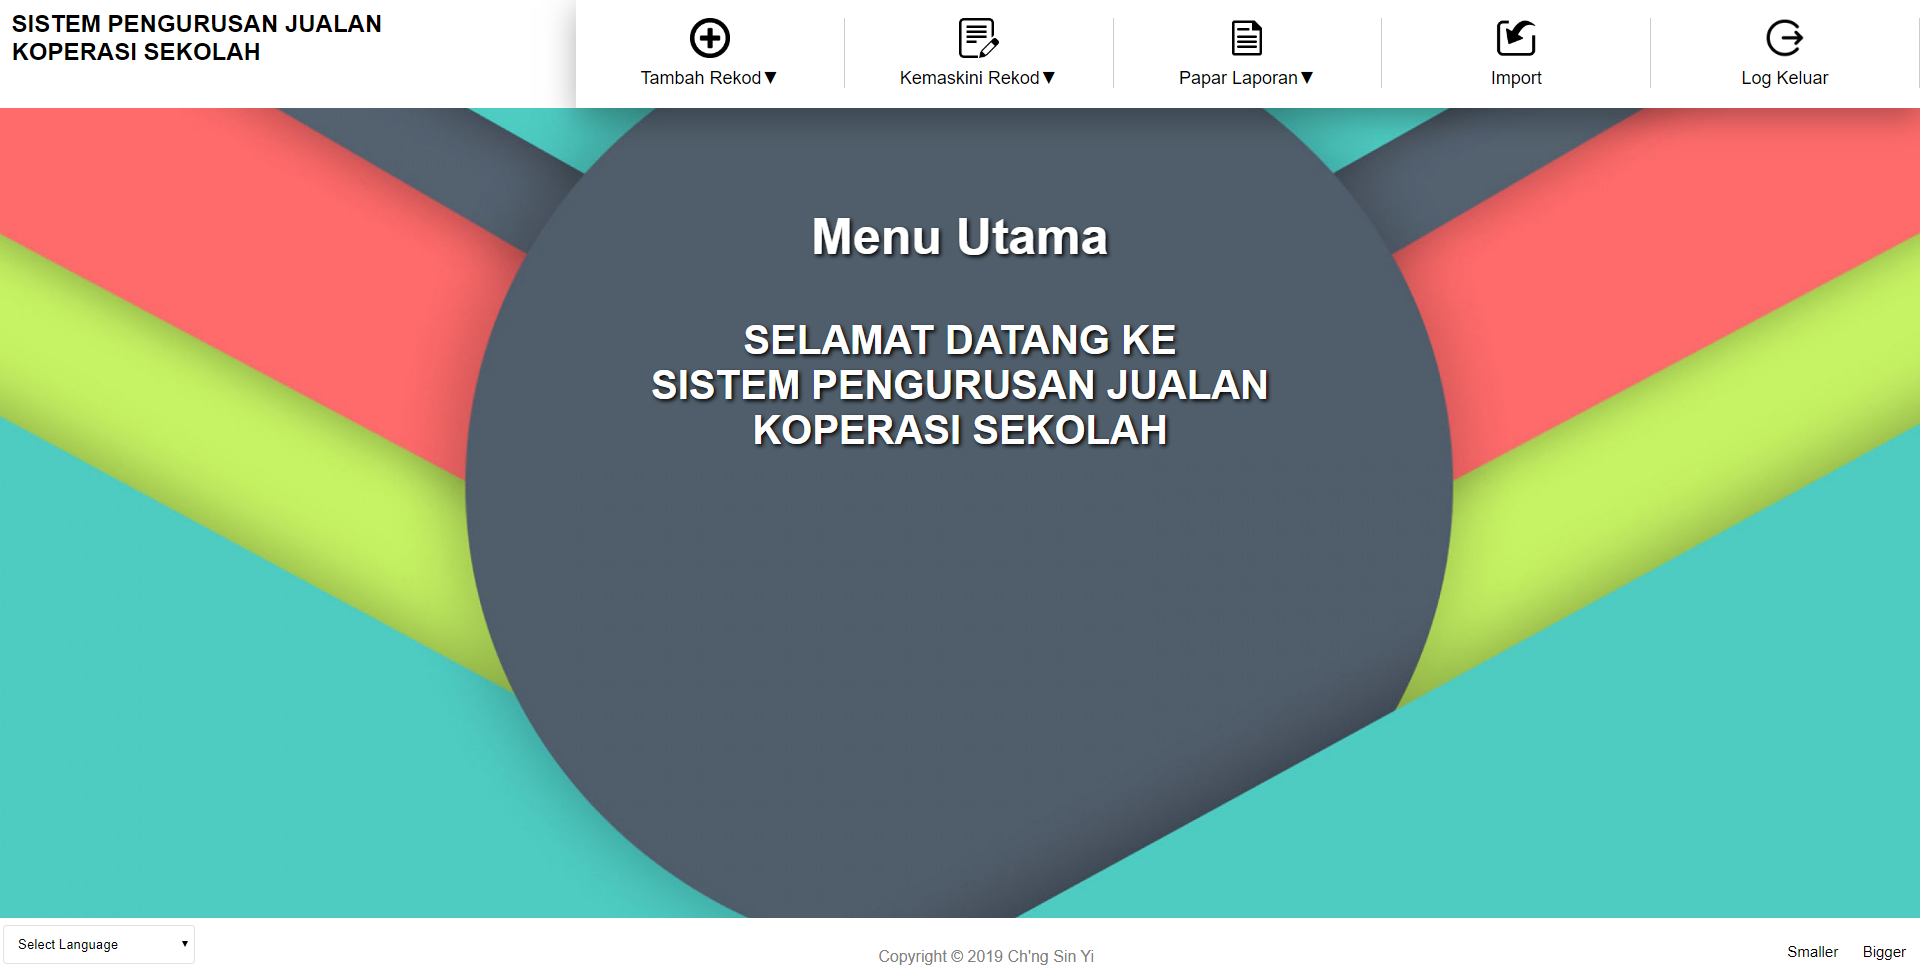 SISTEM PENGURUSAN JUALAN
KOPERASI SEKOLAH
Tambah Rekod▼
Kemaskini Rekod▼
Papar Laporan▼
Import
Log Keluar
Menu Utama
SELAMAT DATANG KE
SISTEM PENGURUSAN JUALAN
KOPERASI SEKOLAH
Select Language ▼
Copyright © 2019 Ch'ng Sin Yi
Smaller
Bigger